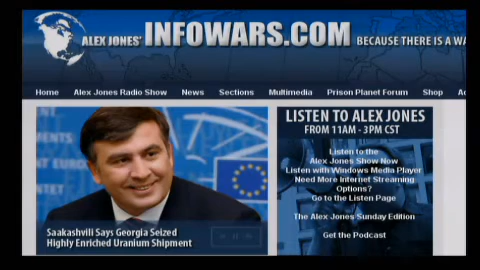 ALEX JONES' INFOWARS.COM BECAUSE THERE IS A WA
Home Alex Jones Radio Show News Sections Multimedia Prison Planet Forum Shop
LISTEN TO ALEX JONES
FROM 11AM - 3PM CST
Listen to the
Alex Jones Show Now
Listen with Windows Media Player
Need More Internet Streaming
Options?
Go to the Listen Page
The Alex Jones Sunday Edition
Get the Podcast
Saakashvili Says Georgia Seized
Highly Enriched Uranium Shipment